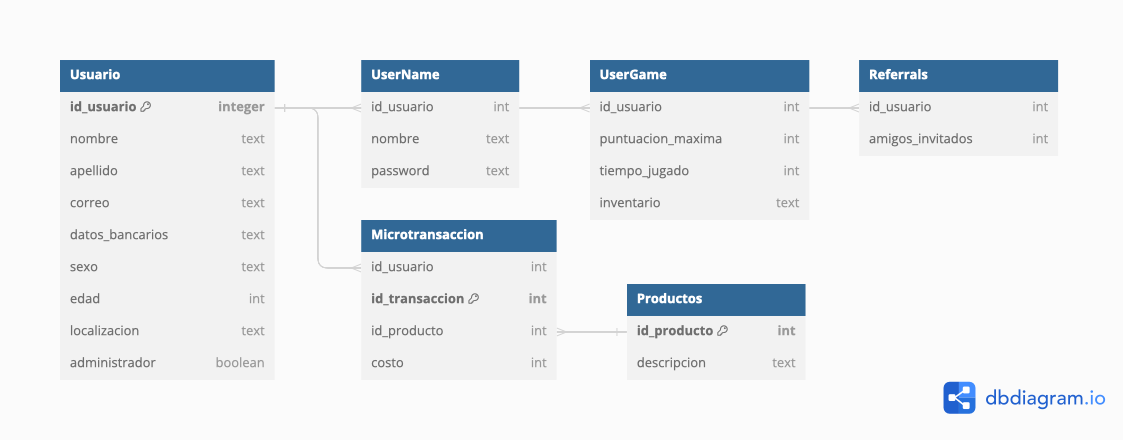 Usuario
id_usuario integer
nombre text
apellido text
correo text
datos_bancarios text
sexo text
edad int
localizacion text
administrador boolean
UserName
id_usuario int
nombre text
password text
UserGame
id_usuario int
puntuacion_maxima int
tiempo_jugado int
inventario text
Referrals
id_usuario int
amigos_invitados int
Microtransaccion
id_usuario int
id_transaccion int
id_producto int
costo int
Productos
id_producto int
descripcion text
dbdiagram.io